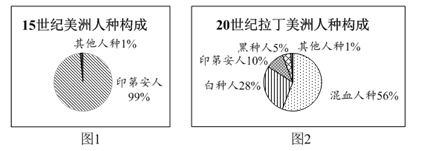 15世纪美洲人种构成
其他人种1%
印第安人
99%
图1
20世纪拉丁美洲人种构成
黑种人5%
其他人种1%
印第安人10%
白种人28%
混血人种56%
图2